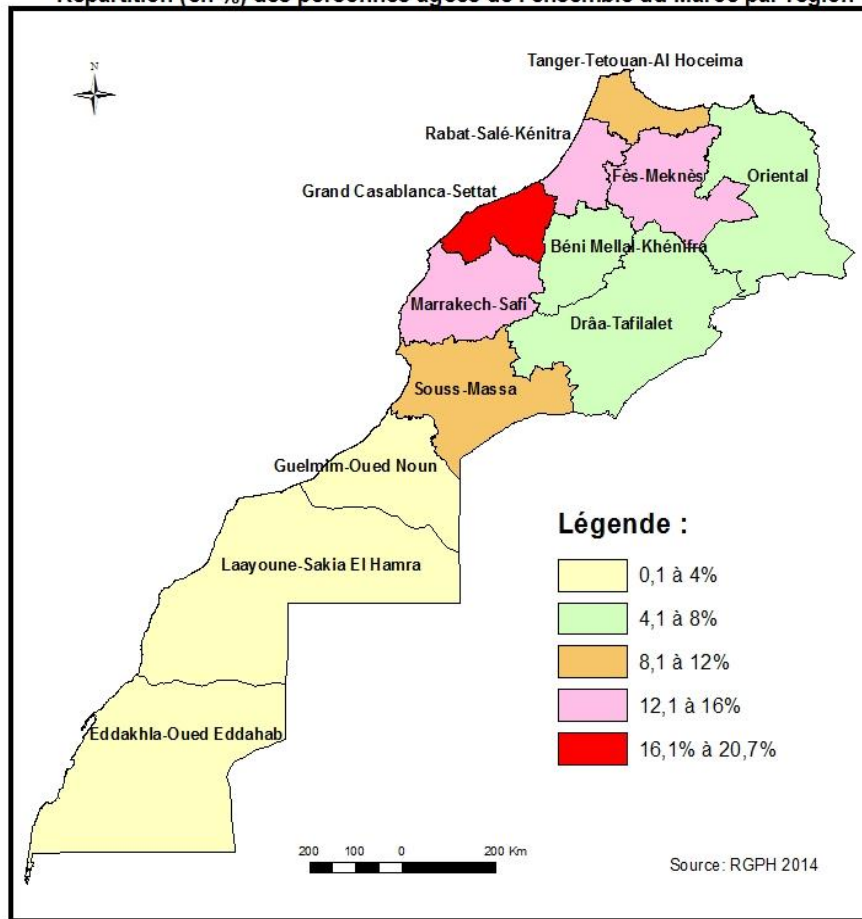 Répartition (en %) des personnes âgées de l'ensemble du Maroc par région
N
Tanger-Tetouan-Al Hoceima
Rabat-Salé-Kénitra
Fès-Meknès
Oriental
Grand Casablanca-Settat
Béni Mellal-Khénifra
Marrakech-Safi
Drâa-Tafilalet
Souss-Massa
Guelmim-Oued Noun
Laayoune-Sakia El Hamra
Eddakhla-Oued Eddahab
Légende :
0,1 à 4%
4,1 à 8%
8,1 à 12%
12,1 à 16%
16,1% à 20,7%
200 100 0 200 Km
Source: RGPH 2014